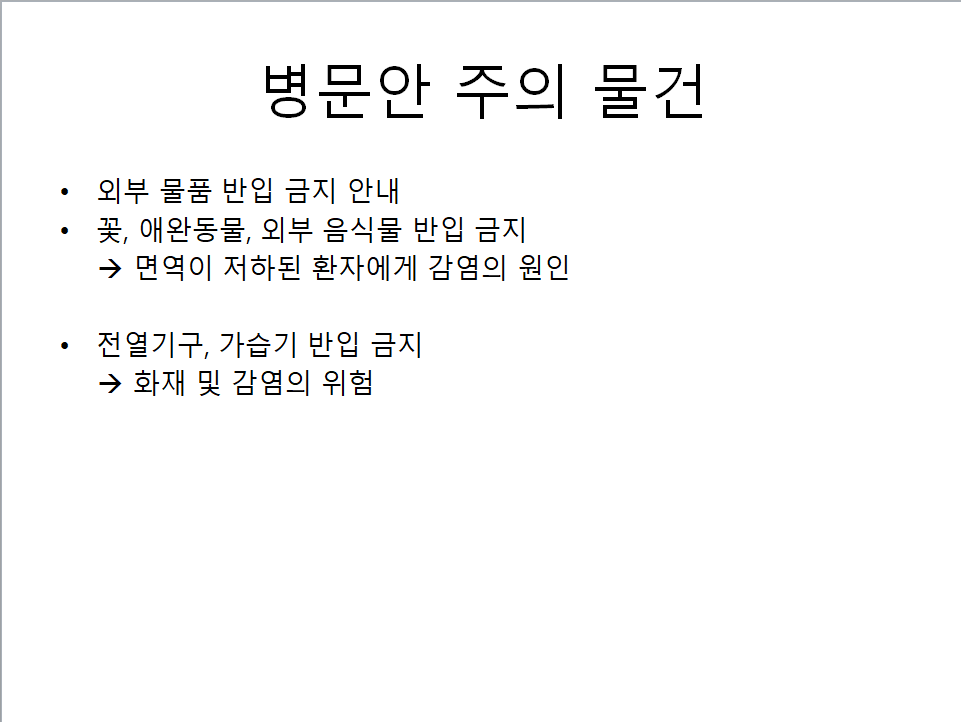 병문안 주의 물건
• 외부 물품 반입 금지 안내
• 꽃, 애완동물, 외부 음식물 반입 금지
→ 면역이 저하된 환자에게 감염의 원인
• 전열기구, 가습기 반입 금지
→ 화재 및 감염의 위험